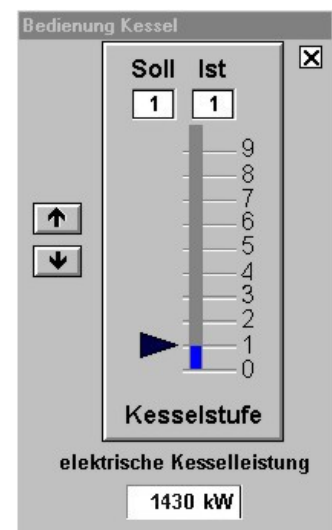 Bedienung Kessel
Soll Ist
1 1
9
8
7
6
5
4
3
2
1
0
Kesselstufe
elektrische Kesselleistung
1430 kW